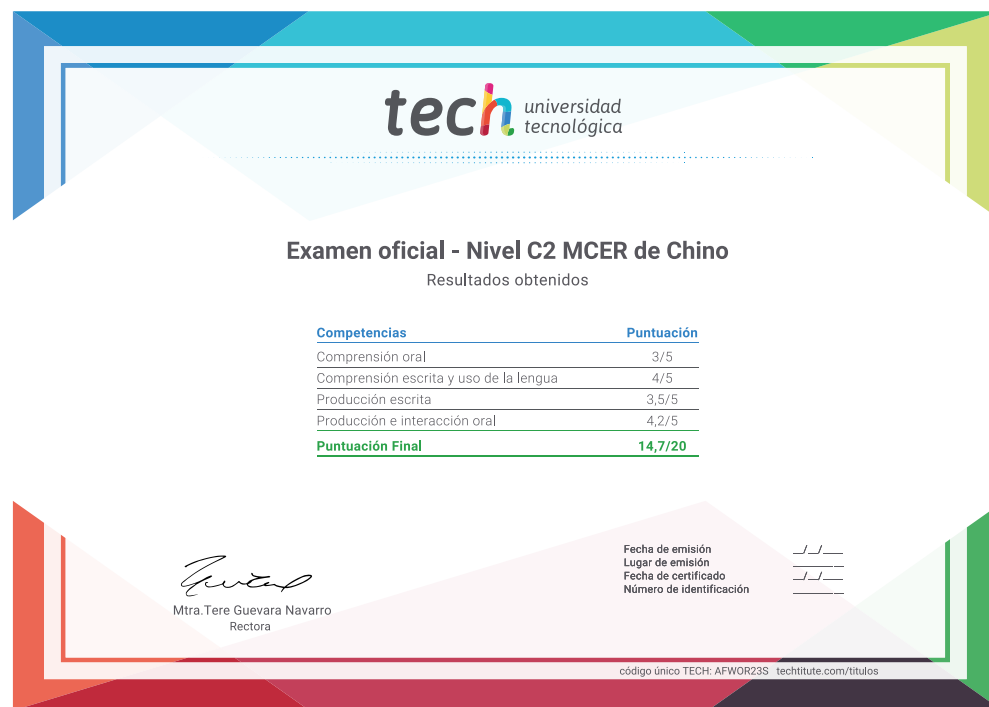 tech universidad
tecnológica
Examen oficial - Nivel C2 MCER de Chino
Resultados obtenidos
Competencias Puntuación
Comprensión oral 3/5
Comprensión escrita y uso de la lengua 4/5
Producción escrita 3,5/5
Producción e interacción oral 4,2/5
Puntuación Final 14,7/20
Fecha de emisión __/__/____
Lugar de emisión ________
Fecha de certificado __/__/____
Número de identificación ________
Mtra.Tere Guevara Navarro
Rectora
código único TECH: AFWOR23S techtitute.com/titulos